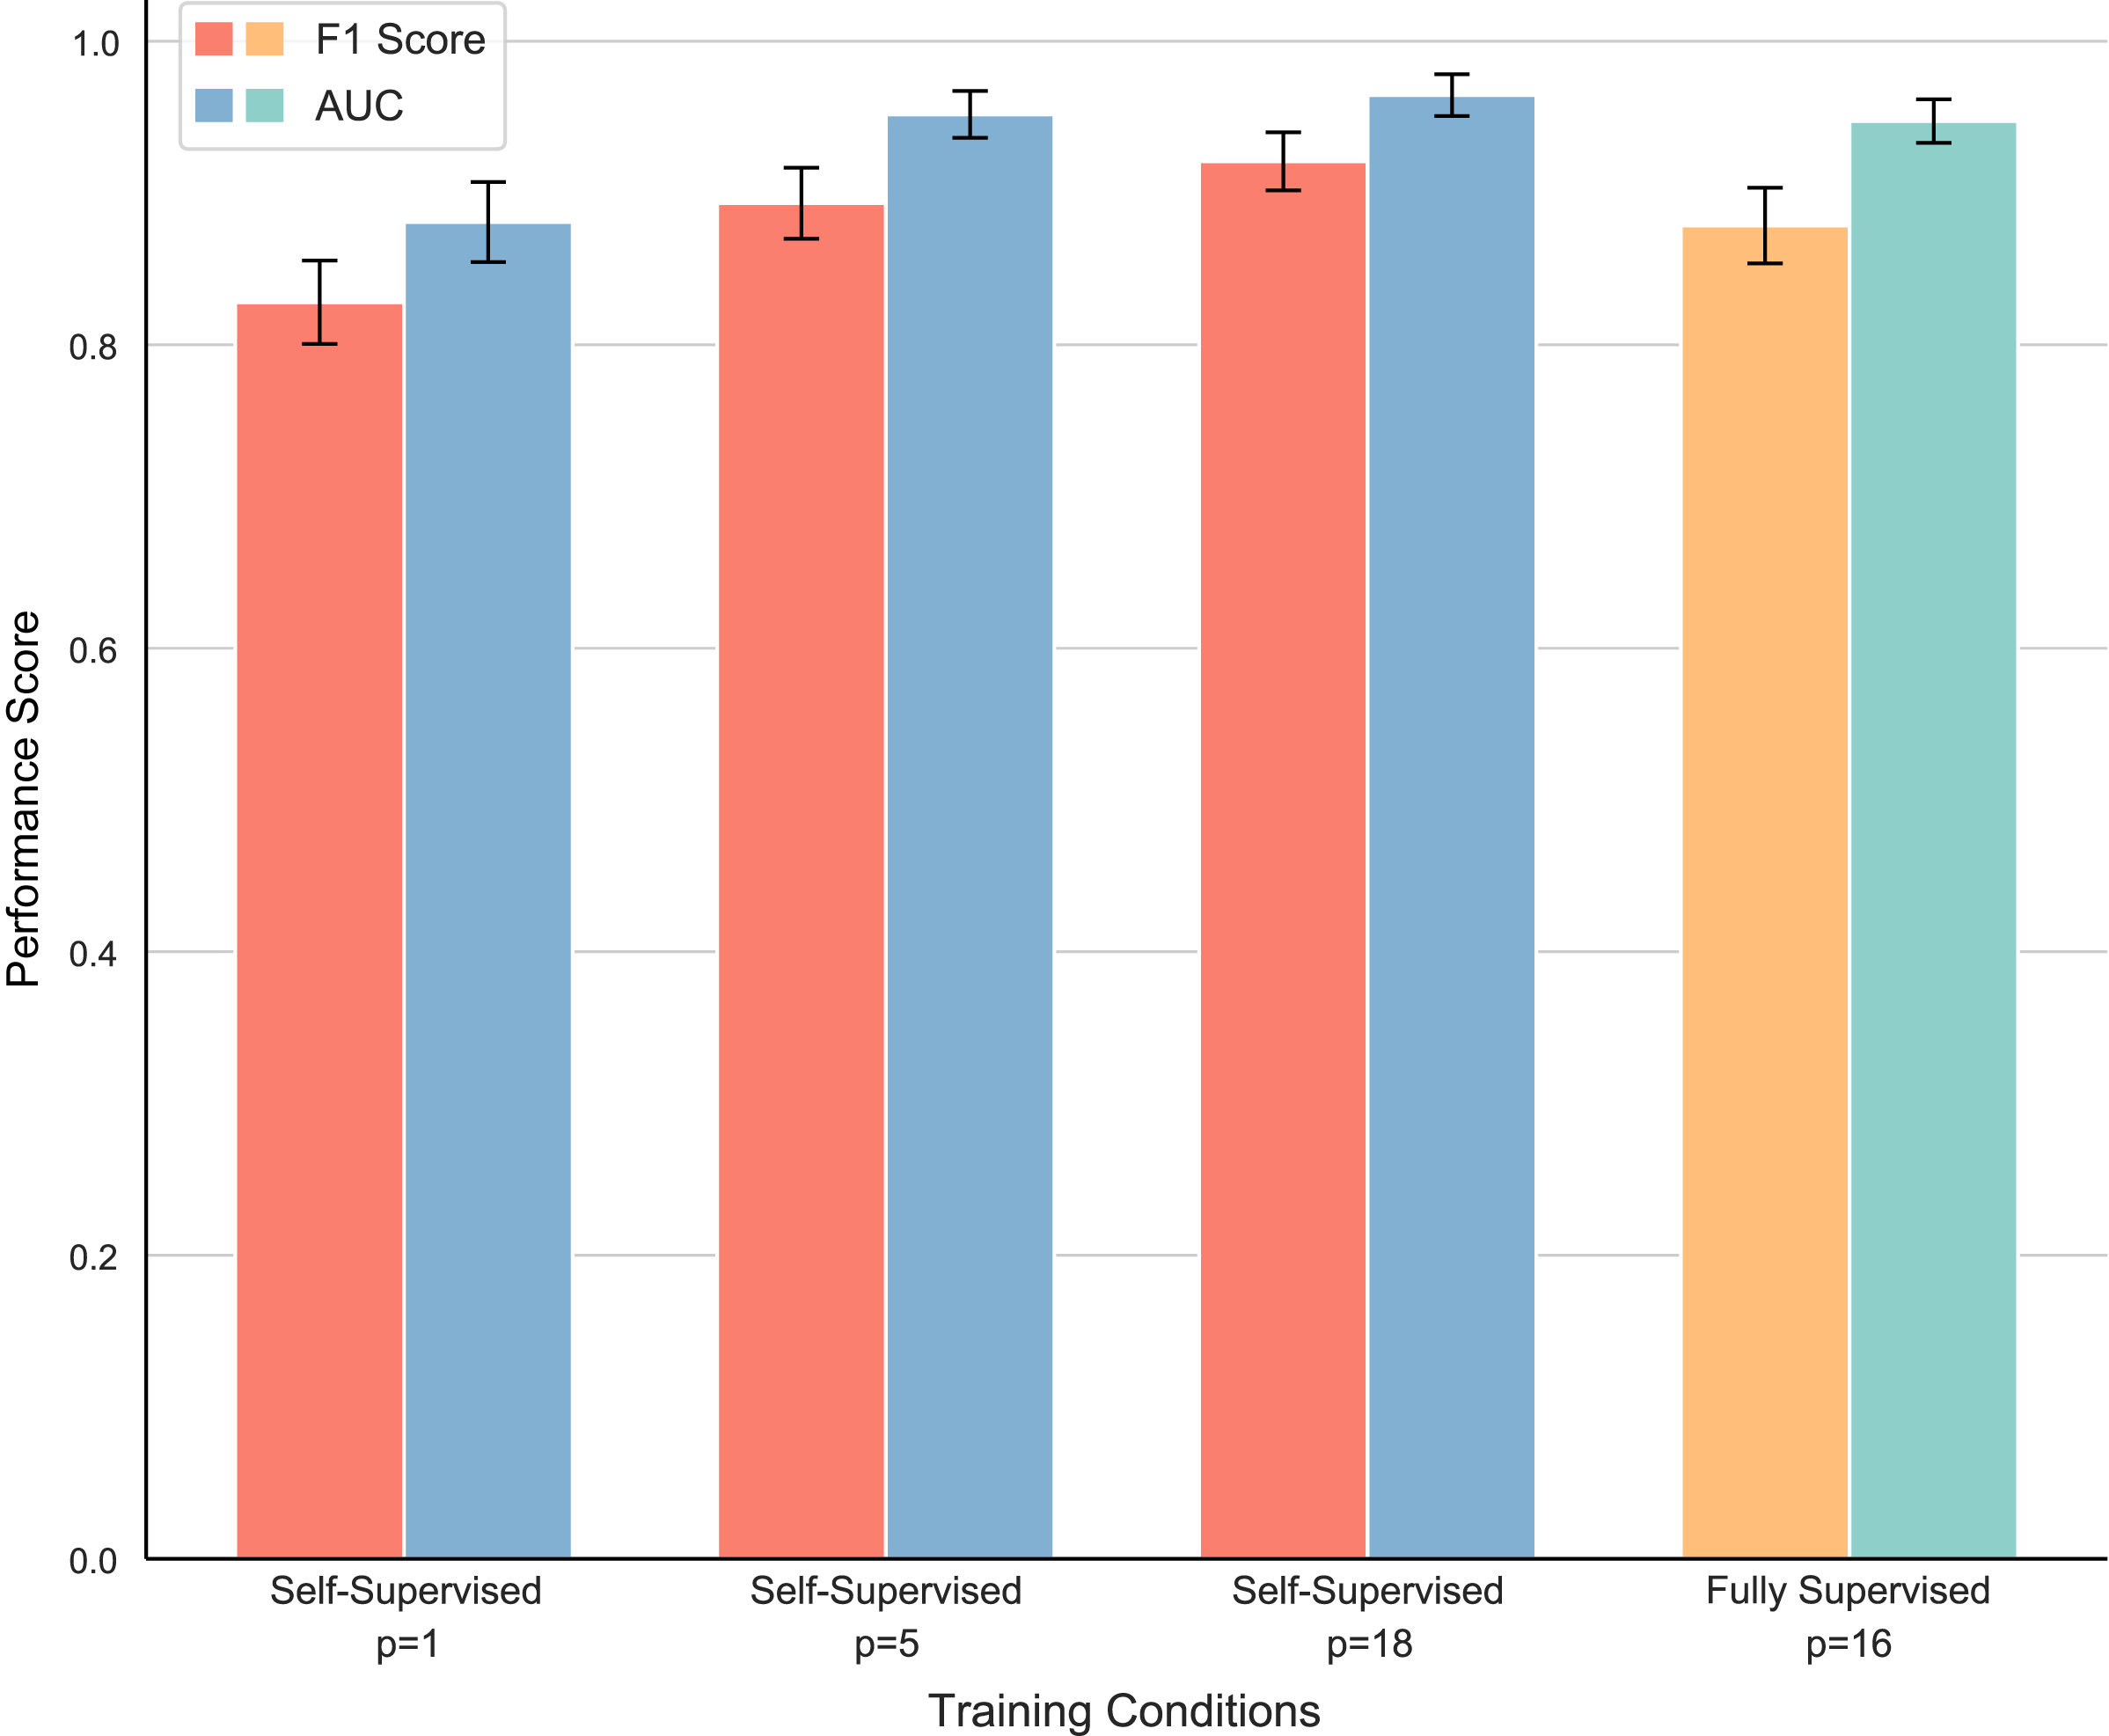 F1 Score
AUC
1.0
0.8
0.6
0.4
0.2
0.0
Performance Score
Self-Supervised
p=1
Self-Supervised
p=5
Self-Supervised
p=18
Fully Supervised
p=16
Training Conditions